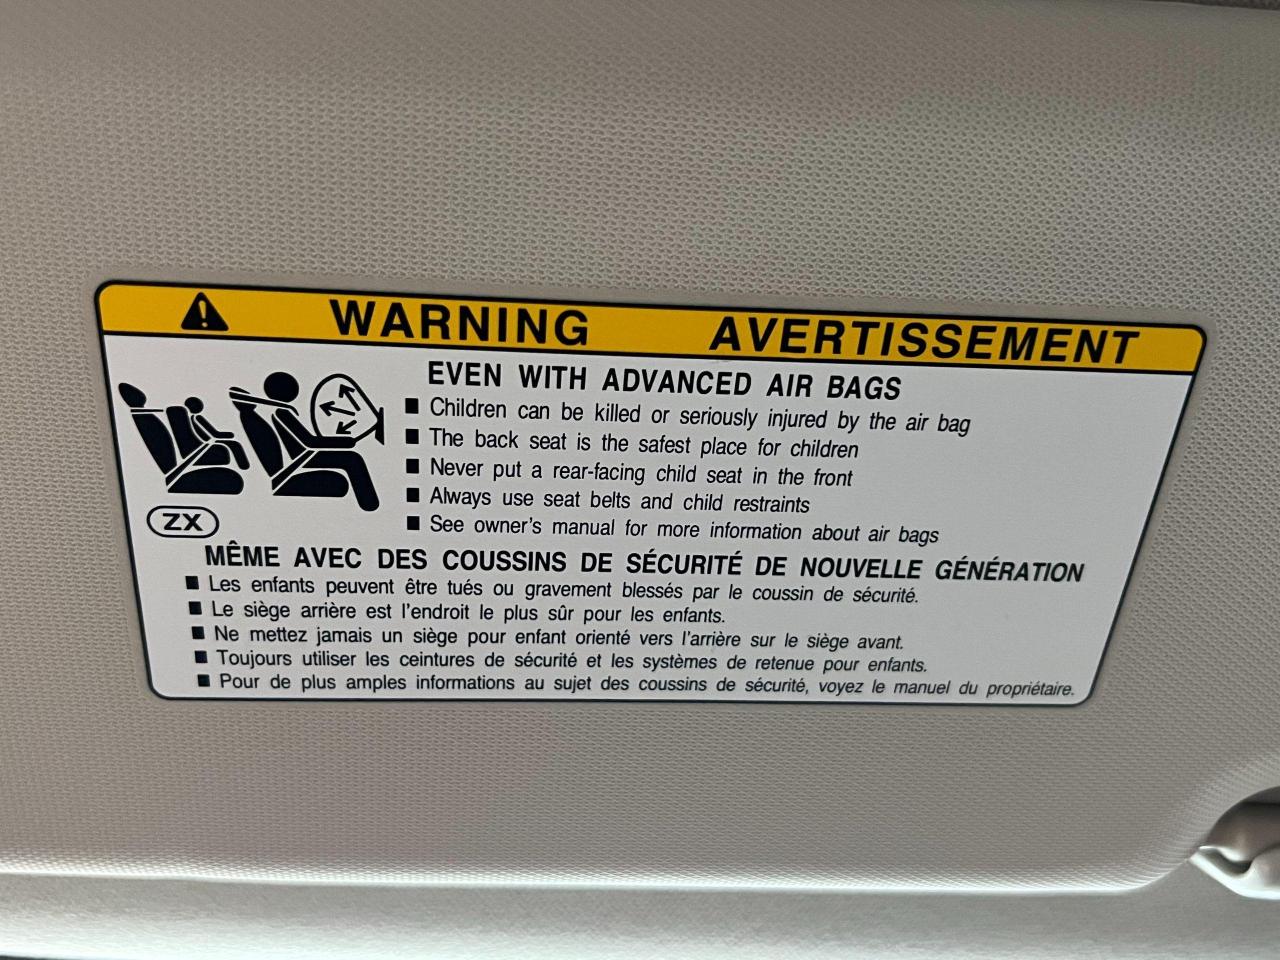 WARNING AVERTISSEMENT
EVEN WITH ADVANCED AIR BAGS
■ Children can be killed or seriously injured by the air bag
■ The back seat is the safest place for children
■ Never put a rear-facing child seat in the front
■ Always use seat belts and child restraints
■ See owner's manual for more information about air bags
ZX
MÊME AVEC DES COUSSINS DE SÉCURITÉ DE NOUVELLE GÉNÉRATION
■ Les enfants peuvent être tués ou gravement blessés par le coussin de sécurité.
■ Le siège arrière est l'endroit le plus sûr pour les enfants.
■ Ne mettez jamais un siège pour enfant orienté vers l'arrière sur le siège avant.
■ Toujours utiliser les ceintures de sécurité et les systèmes de retenue pour enfants.
■ Pour de plus amples informations au sujet des coussins de sécurité, voyez le manuel du propriétaire.